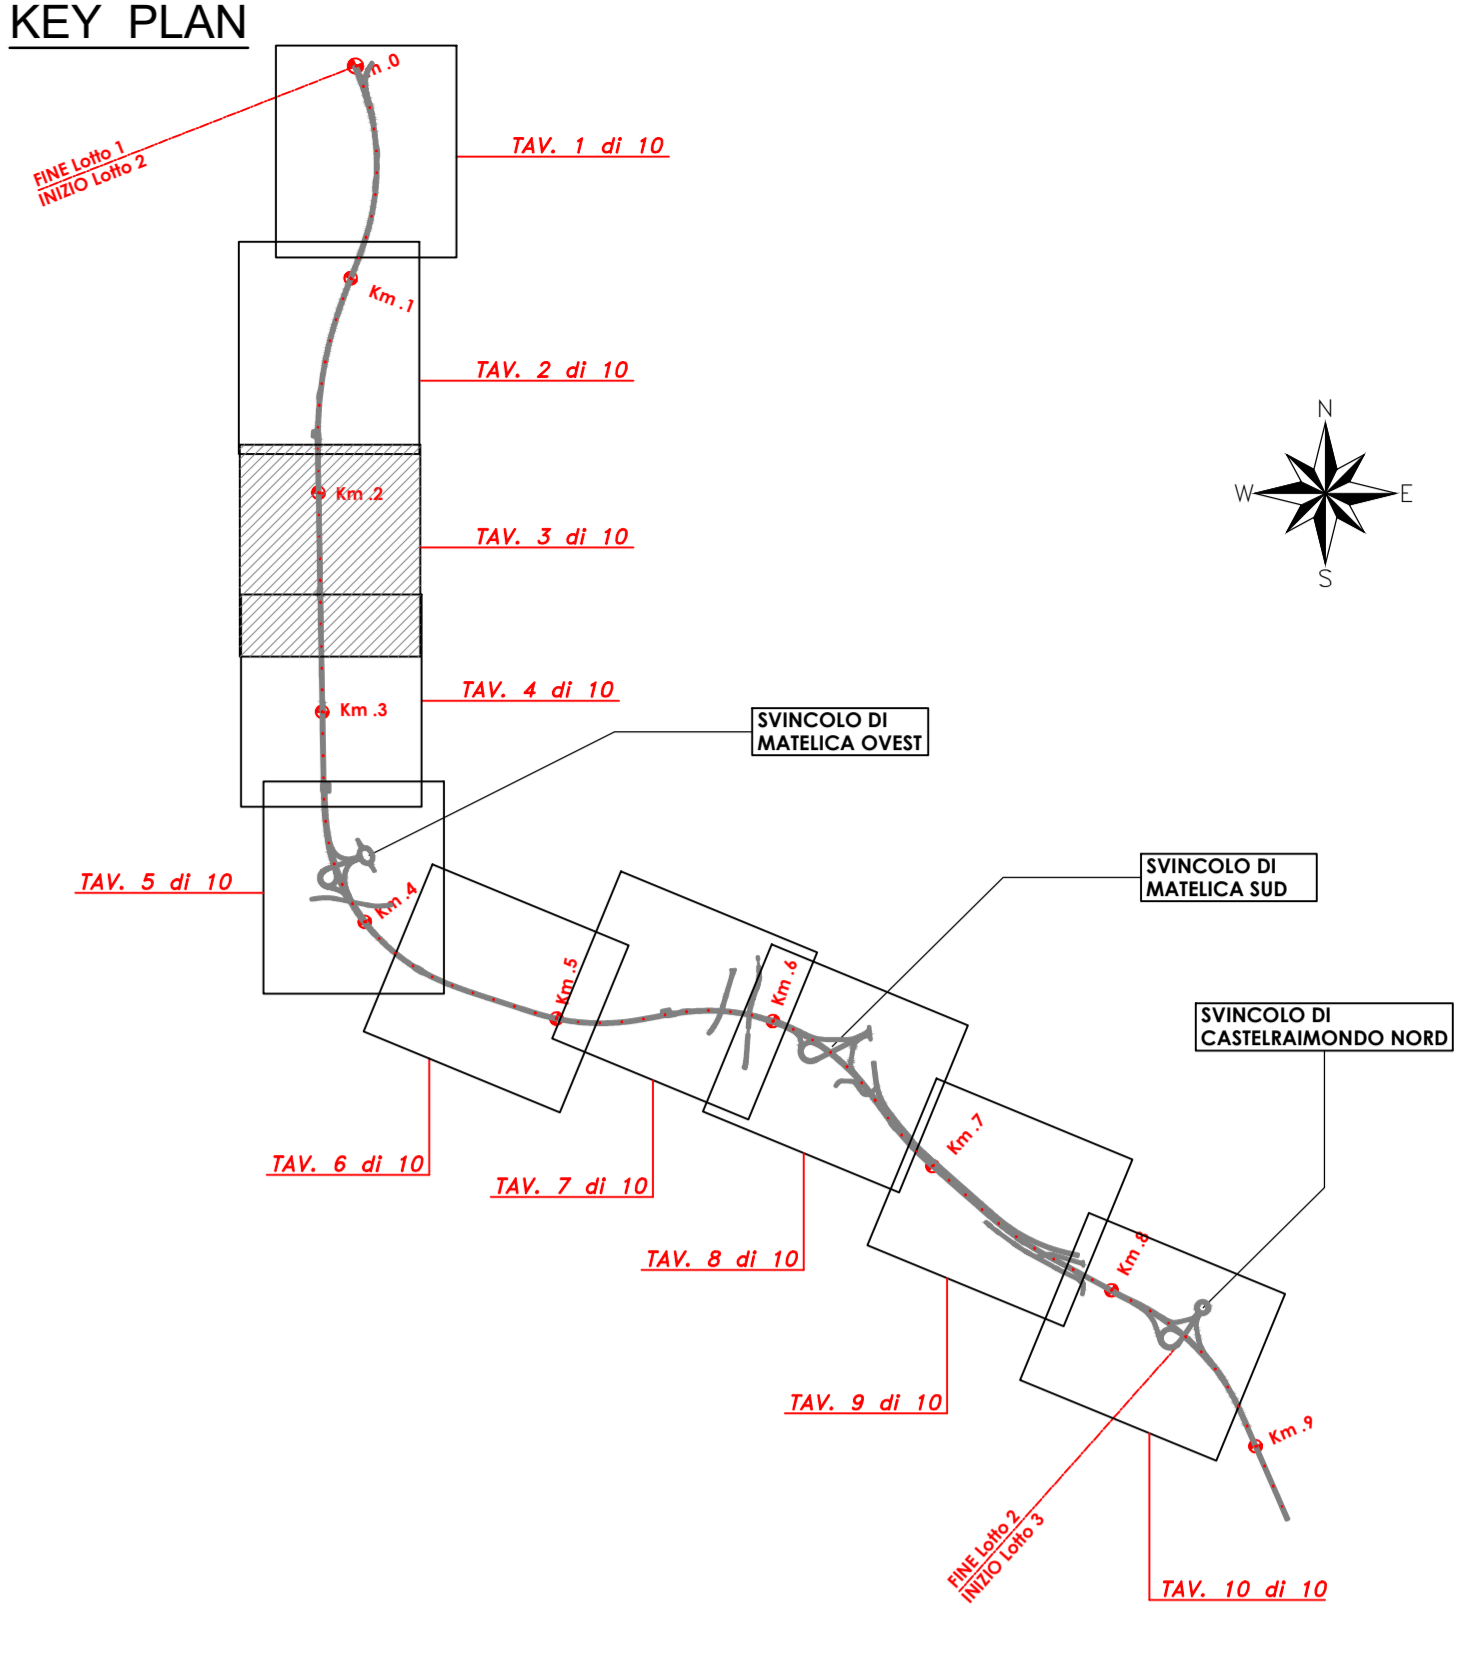 KEY PLAN
.0
FINE Lotto 1
INIZIO Lotto 2
TAV. 1 di 10
Km .1
TAV. 2 di 10
N
W
E
S
Km .2
TAV. 3 di 10
TAV. 4 di 10
Km .3
SVINCOLO DI
MATELICA OVEST
SVINCOLO DI
MATELICA SUD
TAV. 5 di 10
Km .4
Km .5
Km .6
SVINCOLO DI
CASTELRAIMONDO NORD
Km .7
TAV. 6 di 10
TAV. 7 di 10
TAV. 8 di 10
Km .8
TAV. 9 di 10
Km .9
FINE Lotto 2
INIZIO Lotto 3
TAV. 10 di 10